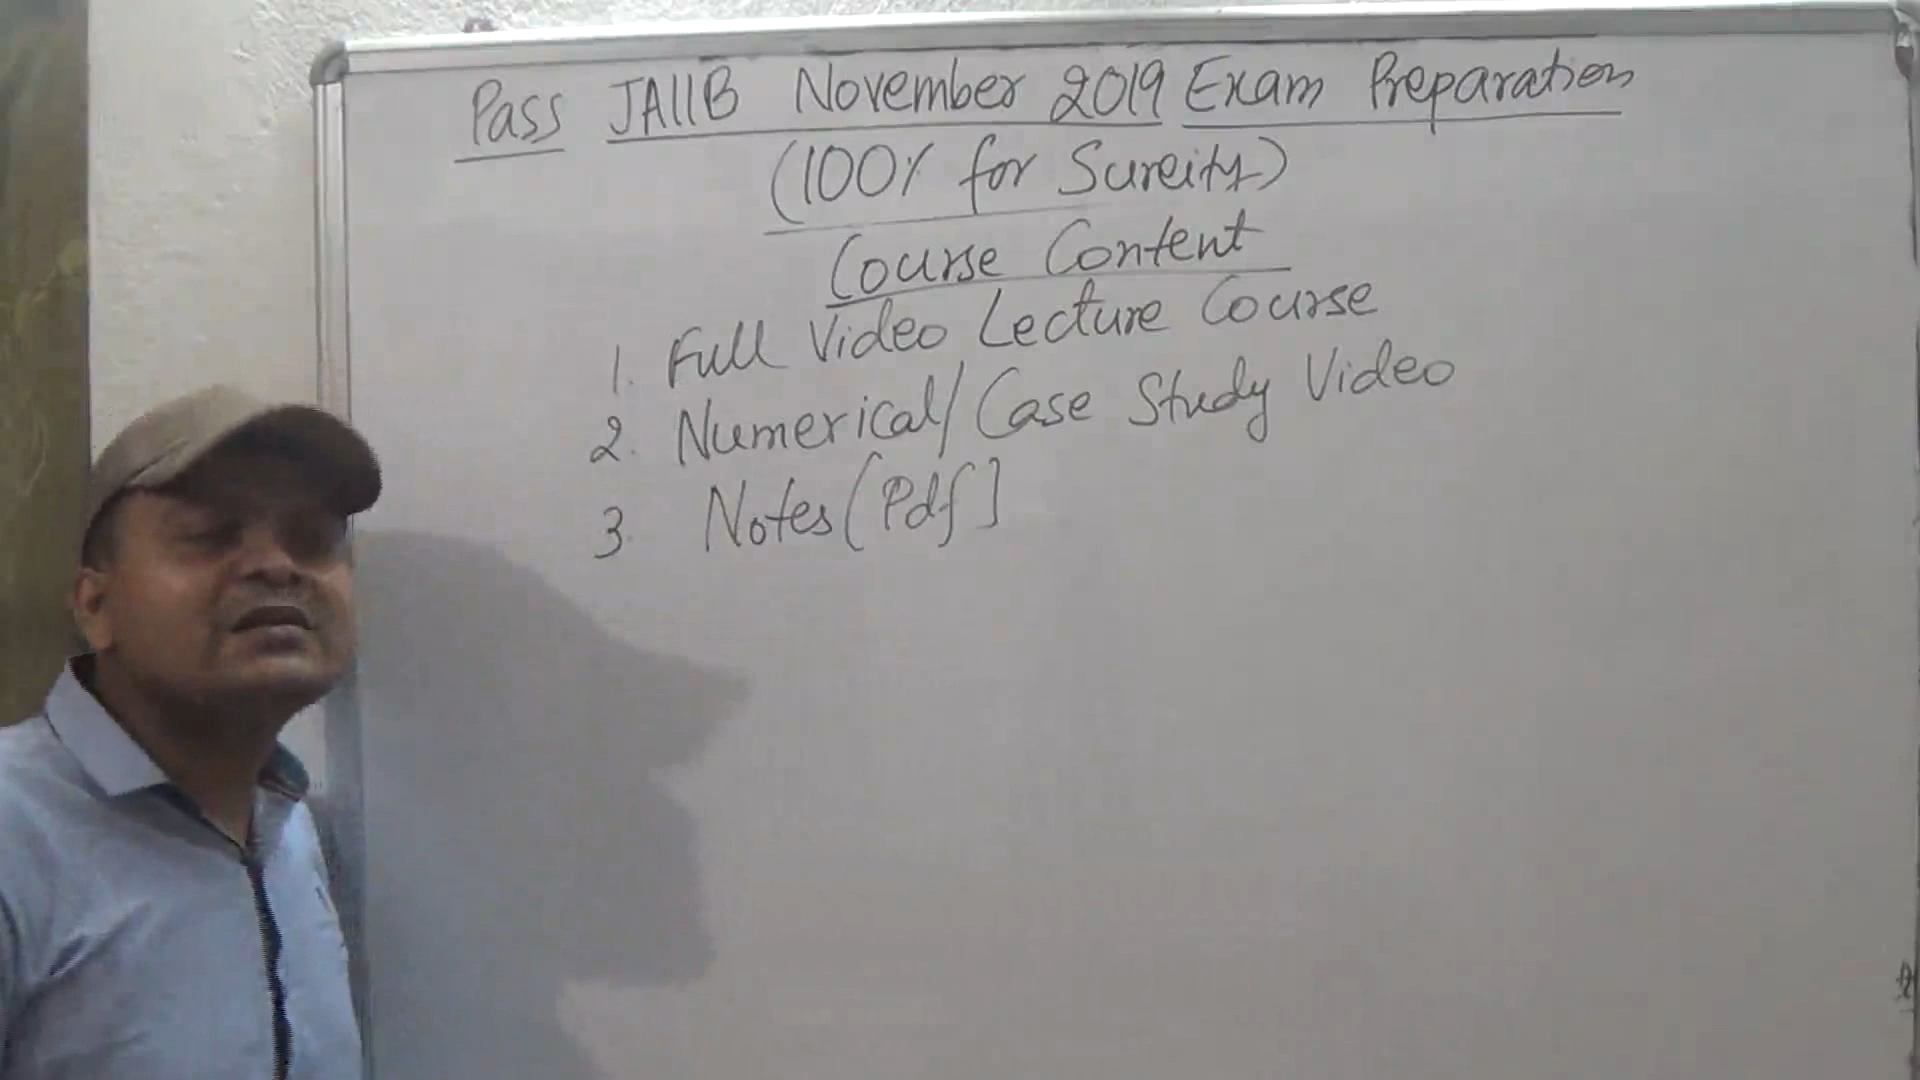 Pass JAIIB November 2019 Exam Preparation
(100% for Sureity)
Course Content
1. Full Video Lecture Course
2. Numerical/Case Study Video
3. Notes(Pdf]